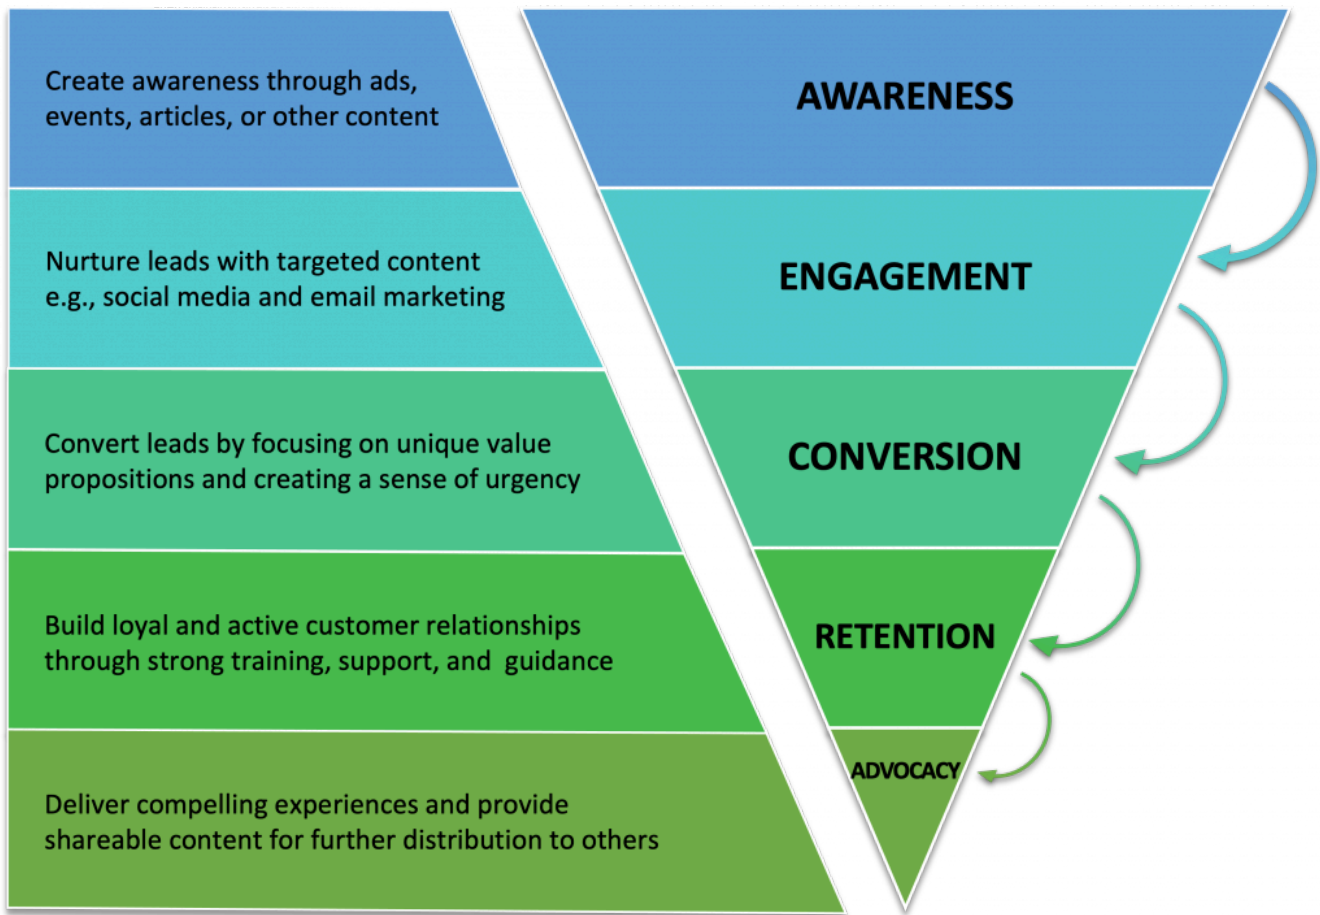 Create awareness through ads,
events, articles, or other content
AWARENESS
Nurture leads with targeted content
e.g., social media and email marketing
ENGAGEMENT
Convert leads by focusing on unique value
propositions and creating a sense of urgency
CONVERSION
Build loyal and active customer relationships
through strong training, support, and guidance
RETENTION
Deliver compelling experiences and provide
shareable content for further distribution to others
ADVOCACY